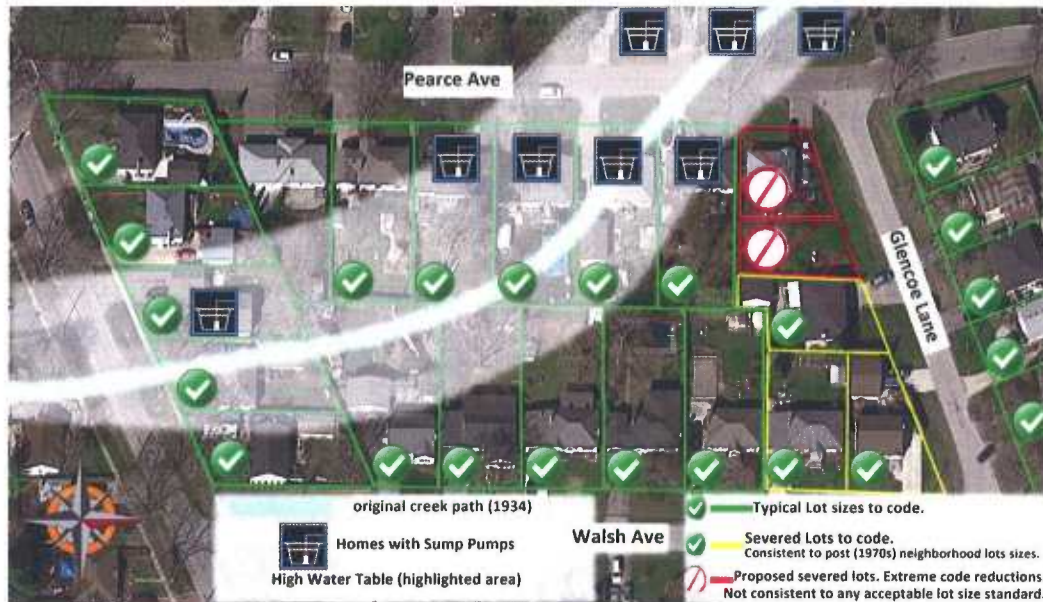 Pearce Ave
Glencoe Lane
Walsh Ave
original creek path (1934)
Homes with Sump Pumps
High Water Table (highlighted area)
Typical Lot sizes to code.
Severed Lots to code.
Consistent to post (1970s) neighborhood lots sizes.
Proposed severed lots. Extreme code reductions
Not consistent to any acceptable lot size standard.